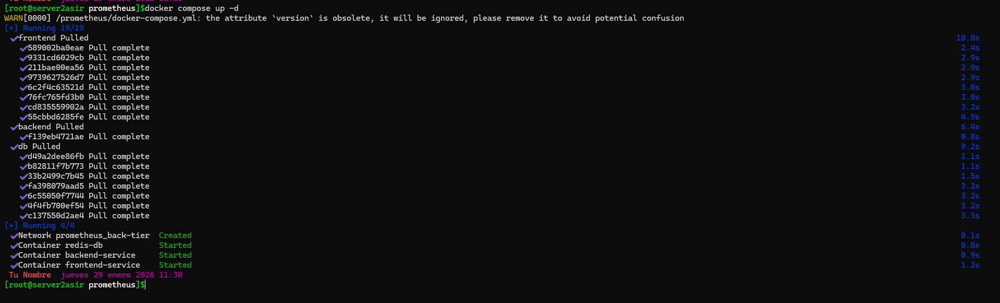 jueves 29 enero 2026 11:30
[root@server2asir prometheus]$docker compose up -d
WARN[0000] /prometheus/docker-compose.yml: the attribute `version` is obsolete, it will be ignored, please remove it to avoid potential confusion
[+] Running 19/19
✓frontend Pulled 10.8s
✓589002ba0eae Pull complete 2.4s
✓9331cd6029cb Pull complete 2.9s
✓211bae00ea56 Pull complete 2.9s
✓9739627526d7 Pull complete 2.9s
✓6c2f4c63521d Pull complete 3.0s
✓76fc765fd3b0 Pull complete 3.0s
✓cd835559902a Pull complete 3.2s
✓55cbbd6285fe Pull complete 4.9s
✓backend Pulled 6.4s
✓f139eb4721ae Pull complete 0.8s
✓db Pulled 9.2s
✓d49a2dee86fb Pull complete 1.1s
✓b82811f7b773 Pull complete 1.1s
✓33b2499c7b45 Pull complete 1.5s
✓fa398079aad5 Pull complete 3.2s
✓6c55050f7744 Pull complete 3.2s
✓4f4fb700ef54 Pull complete 3.2s
✓c137550d2ae4 Pull complete 3.3s
[+] Running 4/4
✓Network prometheus_back-tier Created 0.1s
✓Container redis-db Started 0.8s
✓Container backend-service Started 0.9s
✓Container frontend-service Started 1.2s
Tu Nombre jueves 29 enero 2026 11:30
[root@server2asir prometheus]$